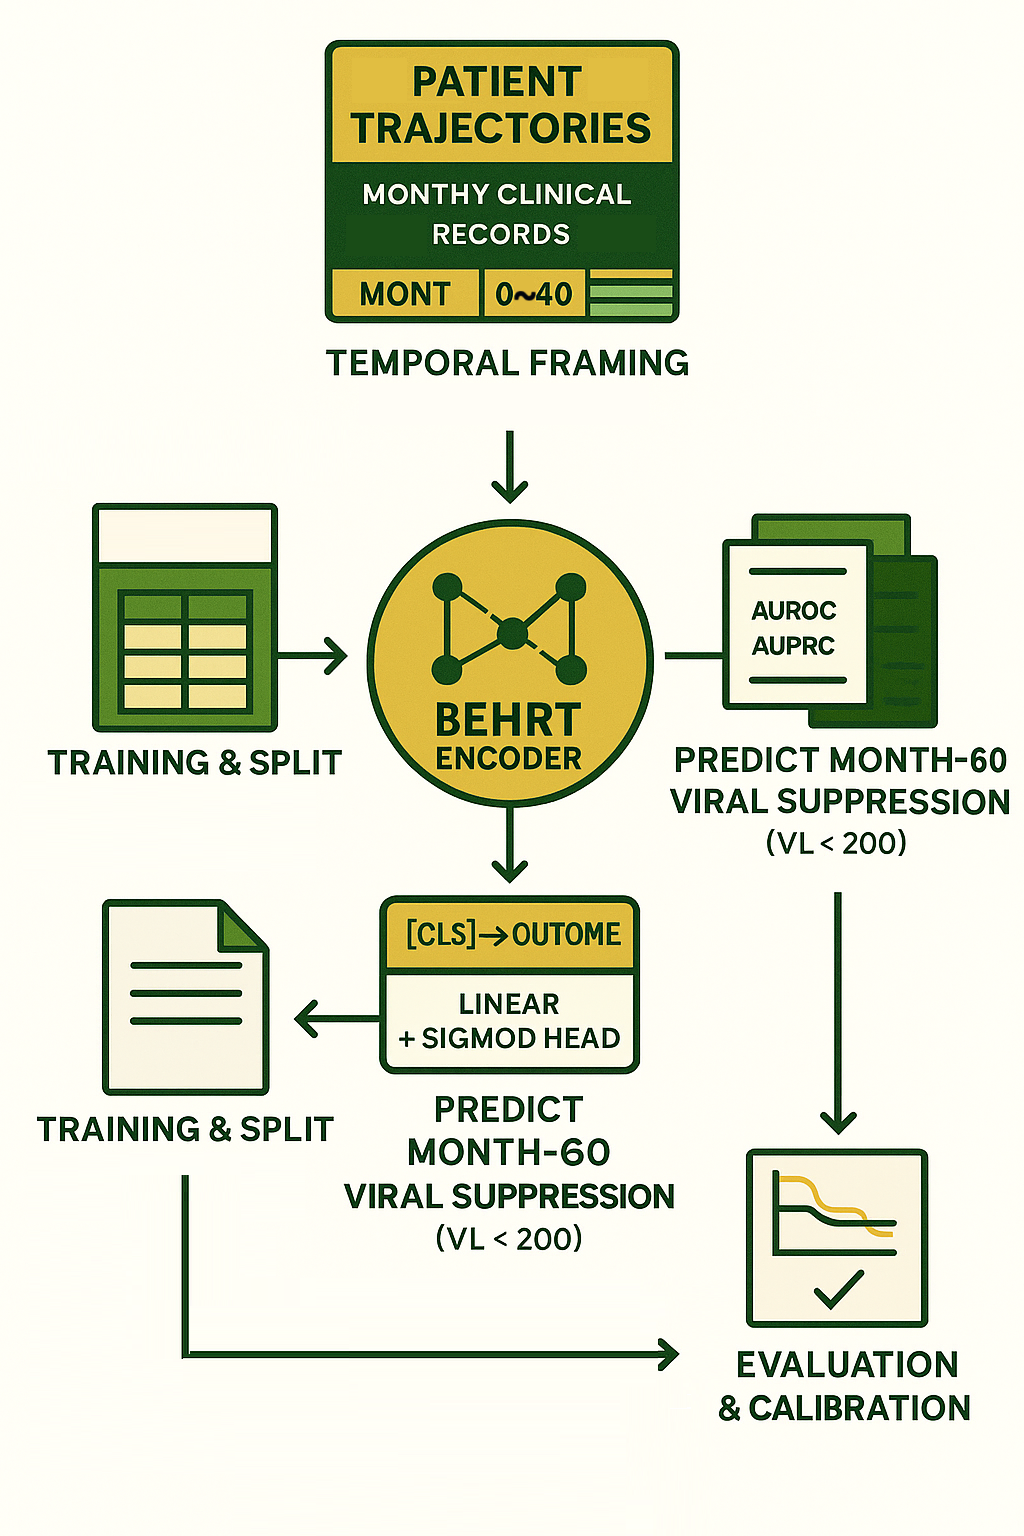 PATIENT
TRAJECTORIES
MONTHY CLINICAL
RECORDS
MONT 0~40
TEMPORAL FRAMING
TRAINING & SPLIT
BEHRT
ENCODER
AUROC
AUPRC
PREDICT MONTH-60
VIRAL SUPPRESSION
(VL < 200)
[CLS]→OUTOME
LINEAR
+ SIGMOD HEAD
TRAINING & SPLIT
PREDICT
MONTH-60
VIRAL SUPPRESSION
(VL < 200)
EVALUATION
& CALIBRATION